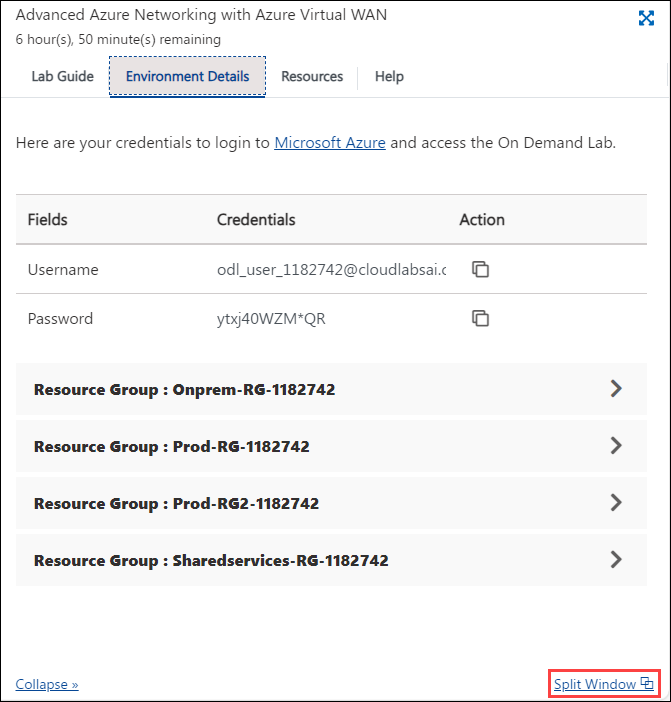 Advanced Azure Networking with Azure Virtual WAN
6 hour(s), 50 minute(s) remaining
Lab Guide Environment Details Resources Help
Here are your credentials to login to Microsoft Azure and access the On Demand Lab.
Fields Credentials Action
Username odl_user_1182742@cloudlabsai.c
Password ytxj40WZM*QR
Resource Group : Onprem-RG-1182742
Resource Group : Prod-RG-1182742
Resource Group : Prod-RG2-1182742
Resource Group : Sharedservices-RG-1182742
Collapse » Split Window